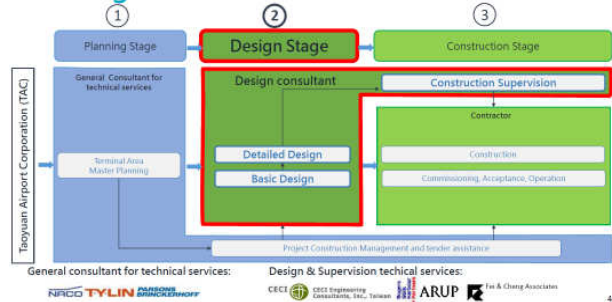 1
2
3
Planning Stage
Design Stage
Construction Stage
Taoyuan Airport Corporation (TAC)
General Consultant for
technical services
Design consultant
Construction Supervision
Contractor
Terminal Area
Master Planning
Detailed Design
Basic Design
Construction
Commissioning, Acceptance, Operation
Project Construction Management and tender assistance
General consultant for technical services:
Design & Supervision techical services:
NACO TYLIN PARSONS
BRINCKERHOFF
CECI
CECI Engineering
Consultants, Inc., Taiwan
ARUP
Fei & Cheng Associates
4